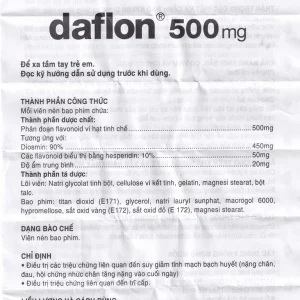 daflon® 500 mg
Để xa tầm tay trẻ em.
Đọc kỹ hướng dẫn sử dụng trước khi dùng.
THÀNH PHẦN CÔNG THỨC
Mỗi viên nén bao phim chứa:
Thành phần dược chất:
Phân đoạn flavonoid vi hạt tinh chế 500mg
Tương ứng với:
Diosmin: 90% 450mg
Các flavonoid biểu thị bằng hesperidin: 10% 50mg
Độ ẩm trung bình 20mg
Thành phần tá dược:
Lõi viên: Natri glycolat tinh bột, cellulose vi kết tinh, gelatin, magnesi stearat, bột
talc.
Bao phim: titan dioxid (E171), glycerol, natri lauryl sunphat, macrogol 6000,
hypromellose, sắt oxid vàng (E172), sắt oxid đỏ (E 172), magnesi stearat.
DẠNG BÀO CHẾ
Viên nén bao phim.
CHỈ ĐỊNH
• Điều trị các triệu chứng liên quan đến suy giảm tĩnh mạch bạch huyết (nặng chân,
đau, hội chứng nhức chân tăng nặng vào cuối ngày)
• Điều trị các triệu chứng liên quan đến trĩ cấp.